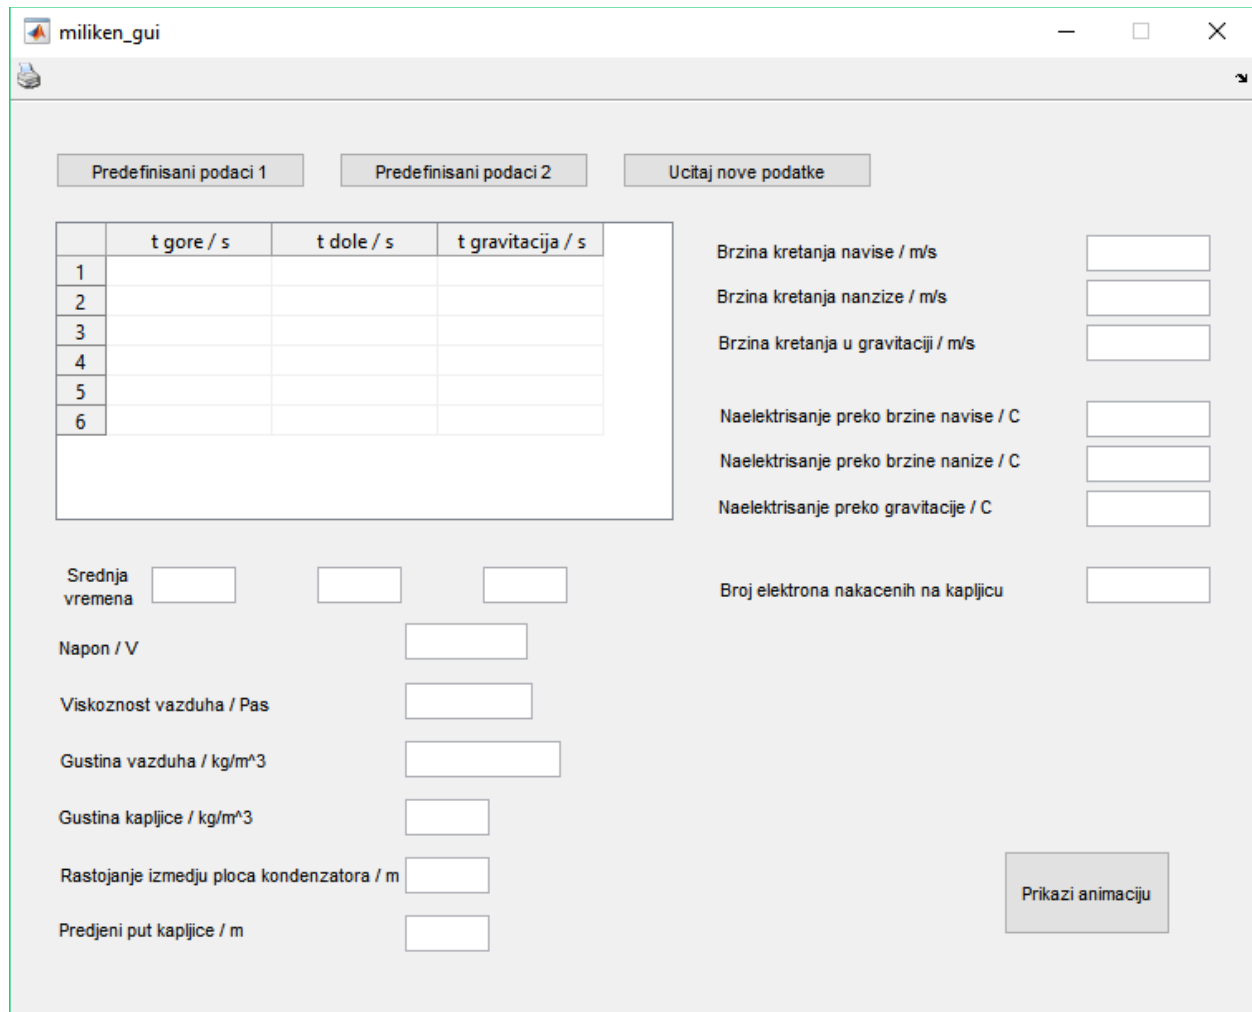 miliken_gui
Predefinisani podaci 1
Predefinisani podaci 2
Ucitaj nove podatke
t gore / s
t dole / s
t gravitacija / s
1
2
3
4
5
6
Brzina kretanja navise / m/s
Brzina kretanja nanzize / m/s
Brzina kretanja u gravitaciji / m/s
Naelektrisanje preko brzine navise / C
Naelektrisanje preko brzine nanize / C
Naelektrisanje preko gravitacije / C
Srednja
vremena
Broj elektrona nakacenih na kapljicu
Napon / V
Viskoznost vazduha / Pas
Gustina vazduha / kg/m^3
Gustina kapljice / kg/m^3
Rastojanje izmedju ploca kondenzatora / m
Predjeni put kapljice / m
Prikazi animaciju